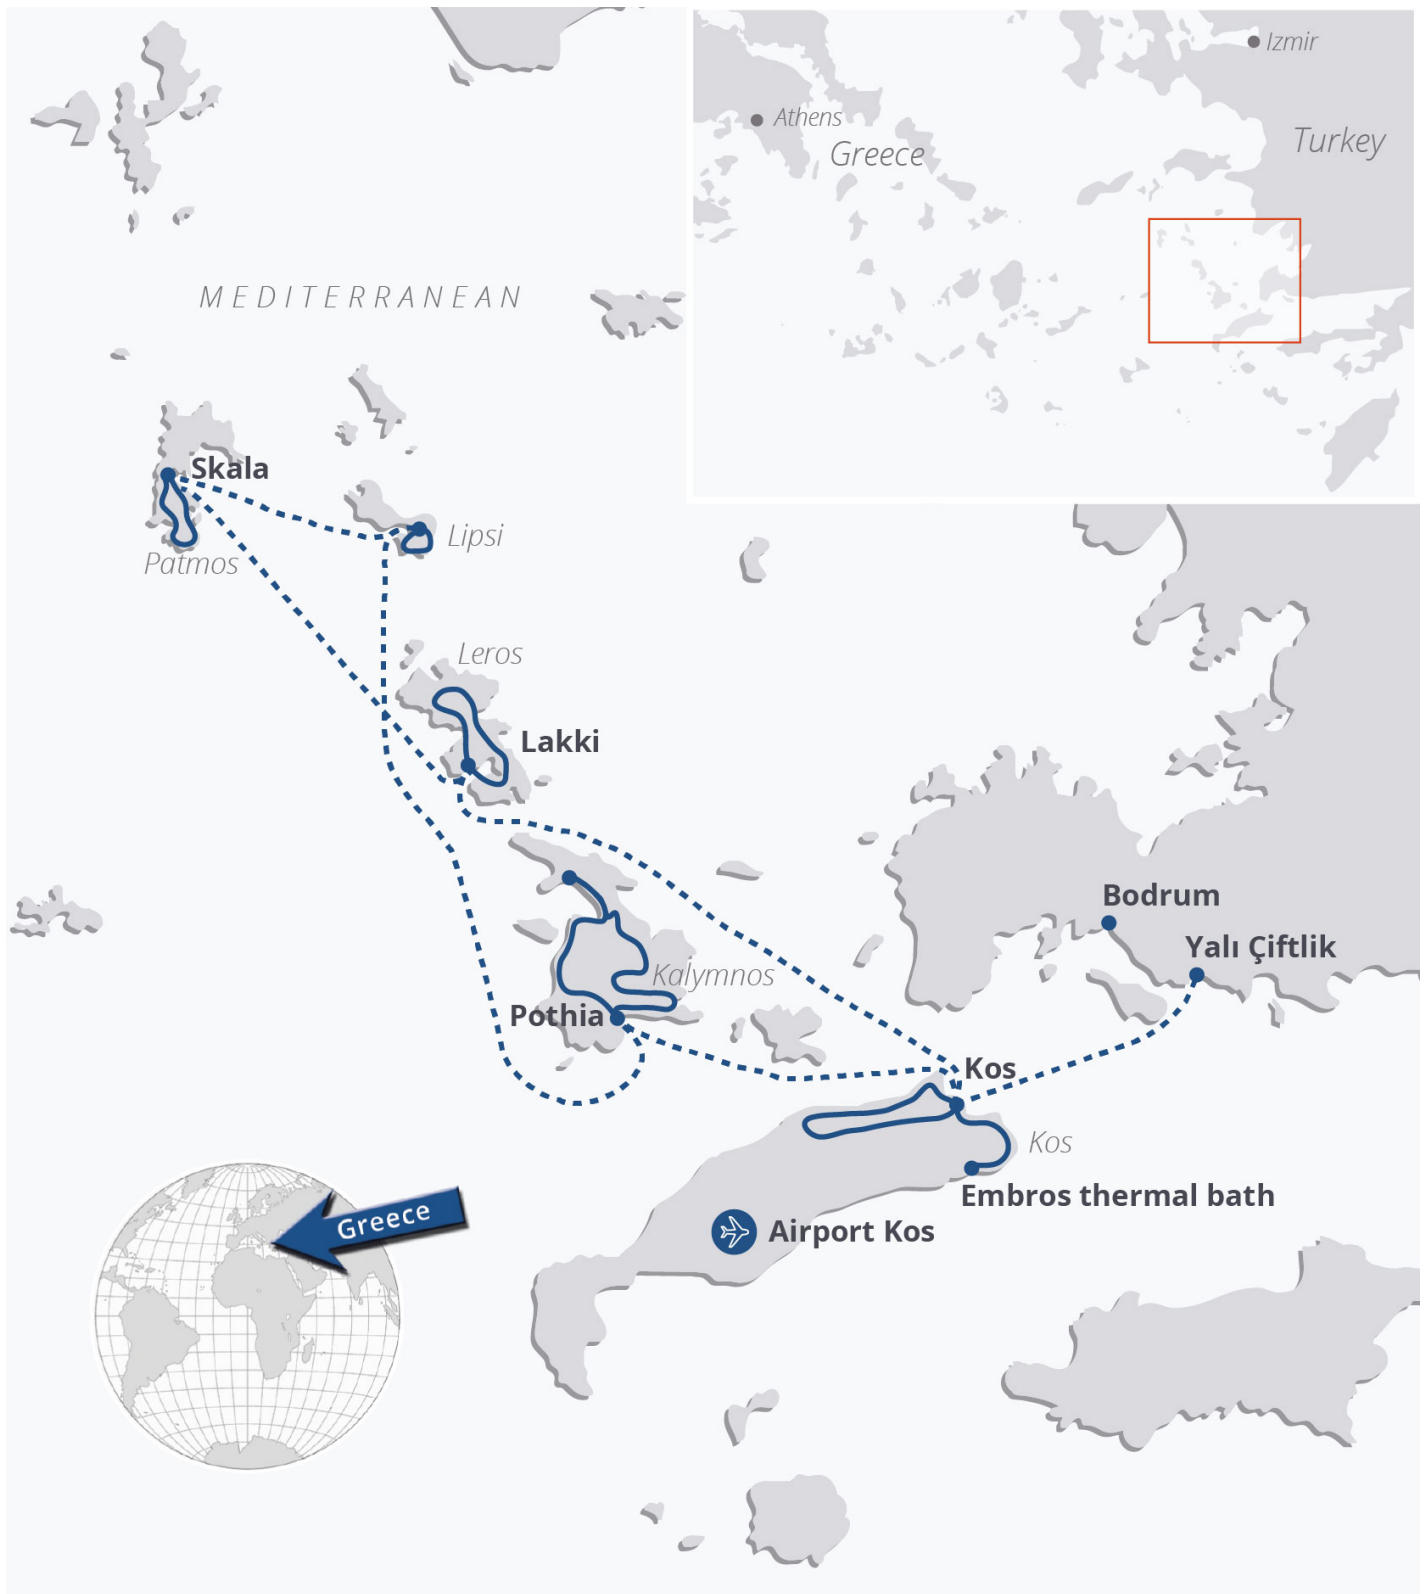 Izmir
Athens
Greece
Turkey
MEDITERRANEAN
Skala
Lipsi
Patmos
Leros
Lakki
Bodrum
Yalı Çiftlik
Kalymnos
Pothia
Kos
Kos
Embros thermal bath
Greece
Airport Kos